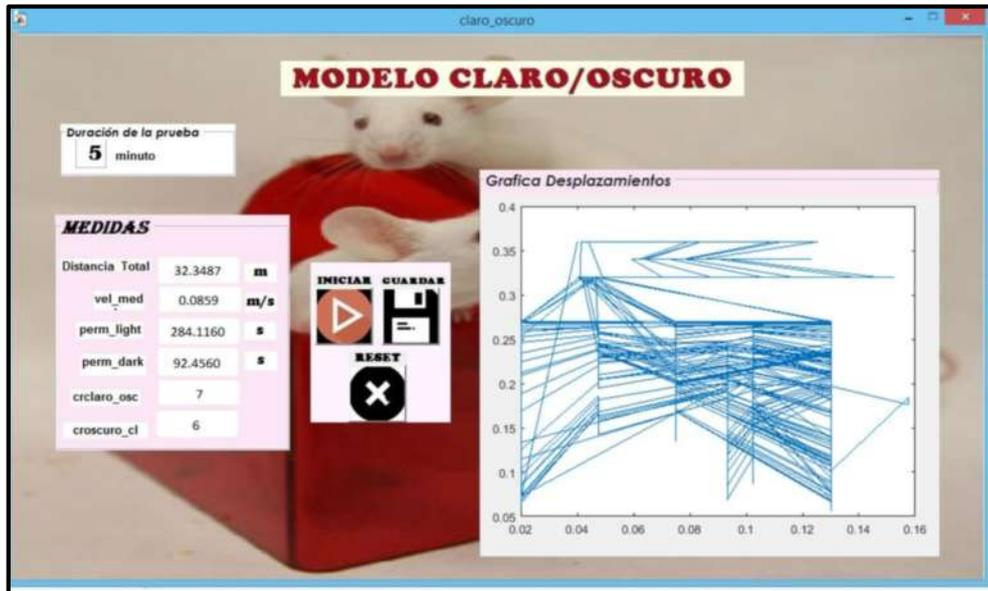 claro_oscuro
MODELO CLARO/OSCURO
Duración de la prueba
5 minuto
MEDIDAS
Distancia Total 32.3487 m
vel_med 0.0859 m/s
perm_light 284.1160 s
perm_dark 92.4560 s
crclaro_osc 7
croscuro_cl 6
INICIAR GUARDAR
RESET
Grafica Desplazamientos
0.4
0.35
0.3
0.25
0.2
0.15
0.1
0.05
0.02 0.04 0.06 0.08 0.1 0.12 0.14 0.16